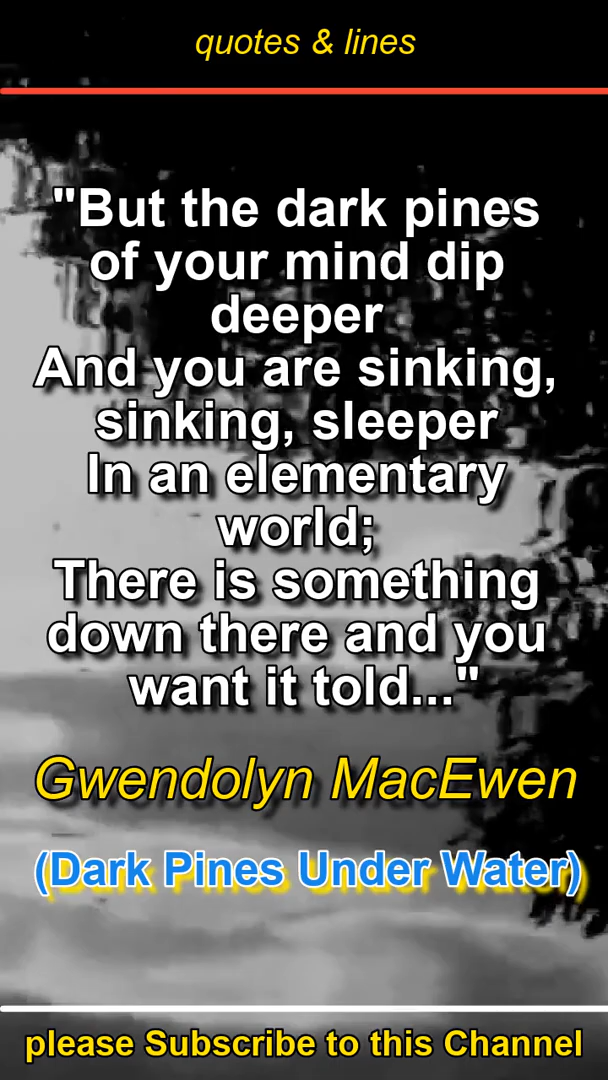 quotes & lines
"But the dark pines
of your mind dip
deeper
And you are sinking,
sinking, sleeper
In an elementary
world;
There is something
down there and you
want it told..."
Gwendolyn MacEwen
(Dark Pines Under Water)
please Subscribe to this Channel